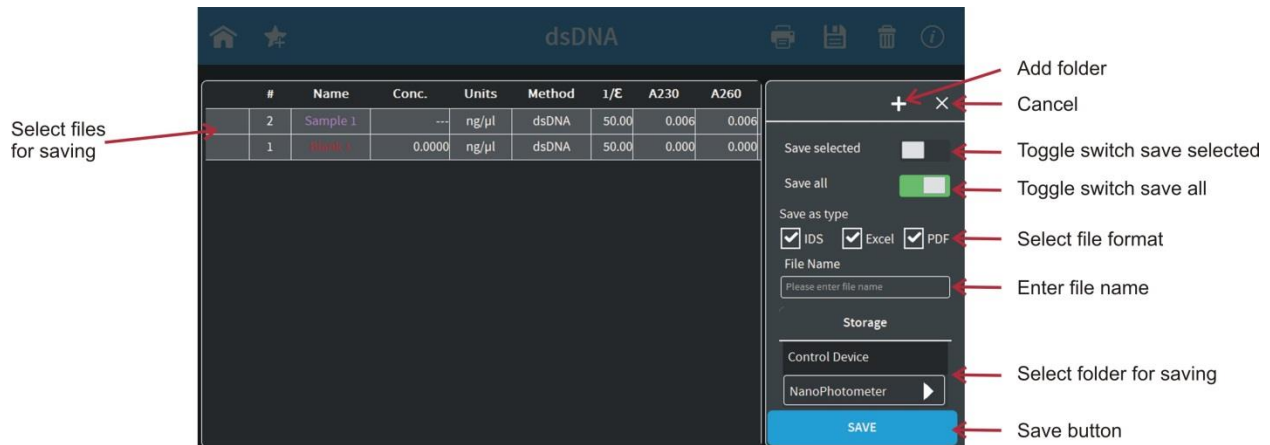 dsDNA
# Name Conc. Units Method 1/Ɛ A230 A260
2 Sample 1 --- ng/µl dsDNA 50.00 0.006 0.006
1 Blank 1 0.0000 ng/µl dsDNA 50.00 0.000 0.000
Select files
for saving
Add folder
Cancel
Save selected
Toggle switch save selected
Save all
Toggle switch save all
Save as type
IDS Excel PDF
Select file format
File Name
Please enter file name
Enter file name
Storage
Control Device
Select folder for saving
NanoPhotometer
SAVE
Save button